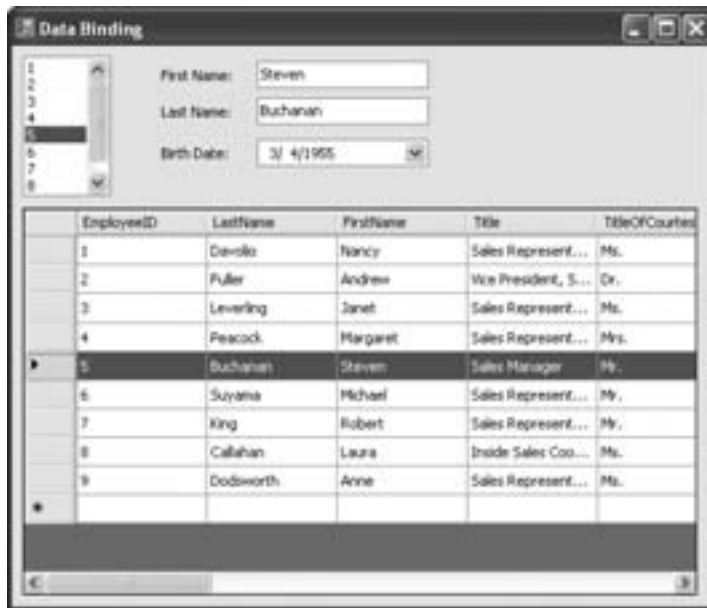 Data Binding
1
2
3
4
5
6
7
8
First Name: Steven
Last Name: Buchanan
Birth Date: 3/ 4/1955
EmployeeID LastName FirstName Title TitleOfCourtes
1 Davolio Nancy Sales Represent... Ms.
2 Fuller Andrew Vice President, S... Dr.
3 Leverling Janet Sales Represent... Ms.
4 Peacock Margaret Sales Represent... Mrs.
5 Buchanan Steven Sales Manager Mr.
6 Suyama Michael Sales Represent... Mr.
7 King Robert Sales Represent... Mr.
8 Callahan Laura Inside Sales Coo... Ms.
9 Dodsworth Anne Sales Represent... Ms.